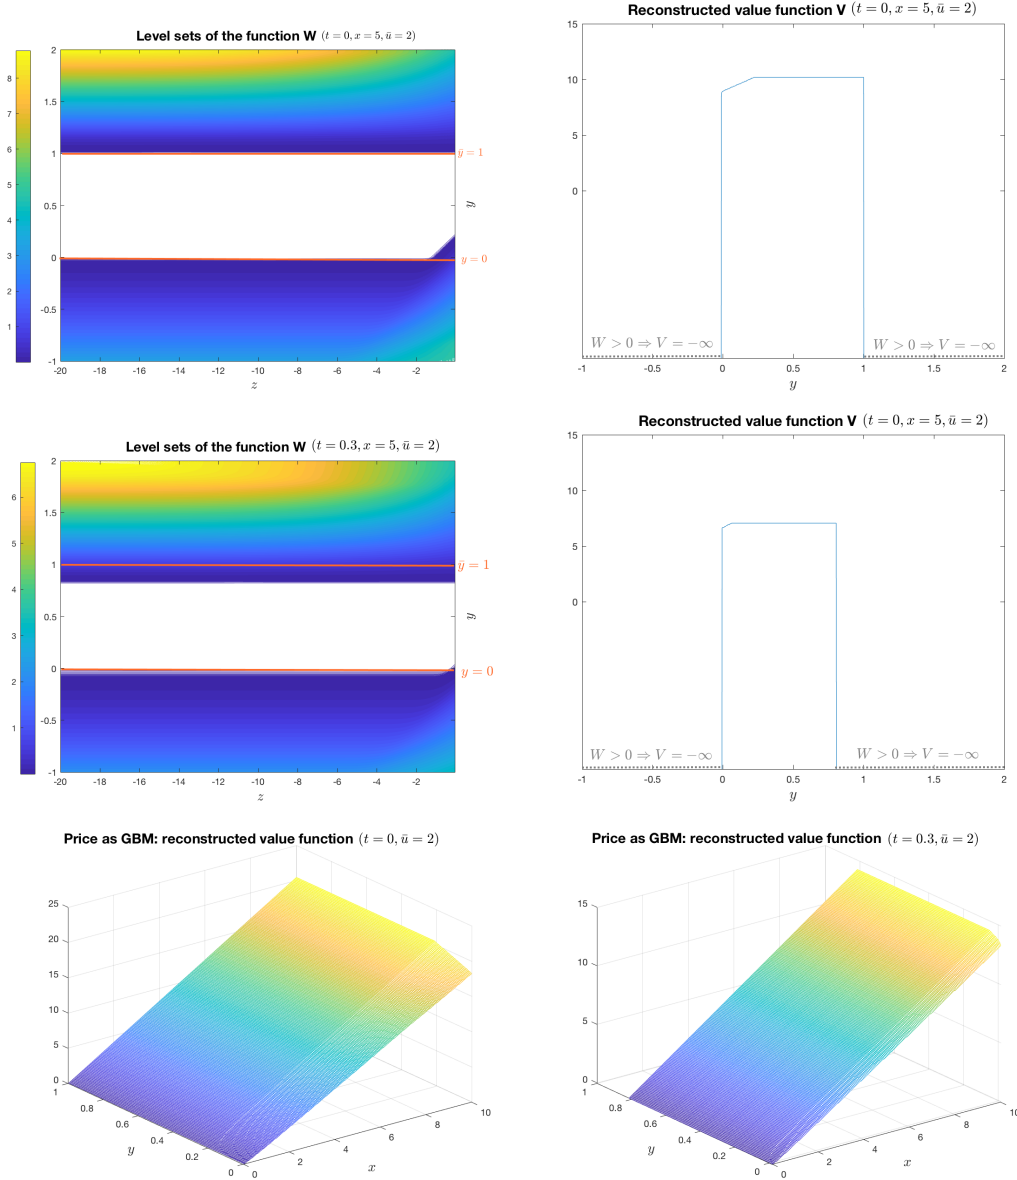 Level sets of the function W (t = 0, x = 5, ū = 2)
8
7
6
5
4
3
2
1
2
1.5
1
0.5
0
-0.5
-1
ȳ = 1
y
y = 0
-20 -18 -16 -14 -12 -10 -8 -6 -4 -2
z
Reconstructed value function V (t = 0, x = 5, ū = 2)
15
10
5
0
W > 0 ⇒ V = −∞ W > 0 ⇒ V = −∞
-1 -0.5 0 0.5 1 1.5 2
y
Level sets of the function W (t = 0.3, x = 5, ū = 2)
6
5
4
3
2
1
2
1.5
1
0.5
0
-0.5
-1
ȳ = 1
y
y = 0
-20 -18 -16 -14 -12 -10 -8 -6 -4 -2
z
Reconstructed value function V (t = 0, x = 5, ū = 2)
15
10
5
0
W > 0 ⇒ V = −∞ W > 0 ⇒ V = −∞
-1 -0.5 0 0.5 1 1.5 2
y
Price as GBM: reconstructed value function (t = 0, ū = 2)
25
20
15
10
5
0
1
0.8
0.6
0.4
0.2
0
y
0
2
4
6
8
10
x
Price as GBM: reconstructed value function (t = 0.3, ū = 2)
15
10
5
0
1
0.8
0.6
0.4
0.2
0
y
0
2
4
6
8
10
x